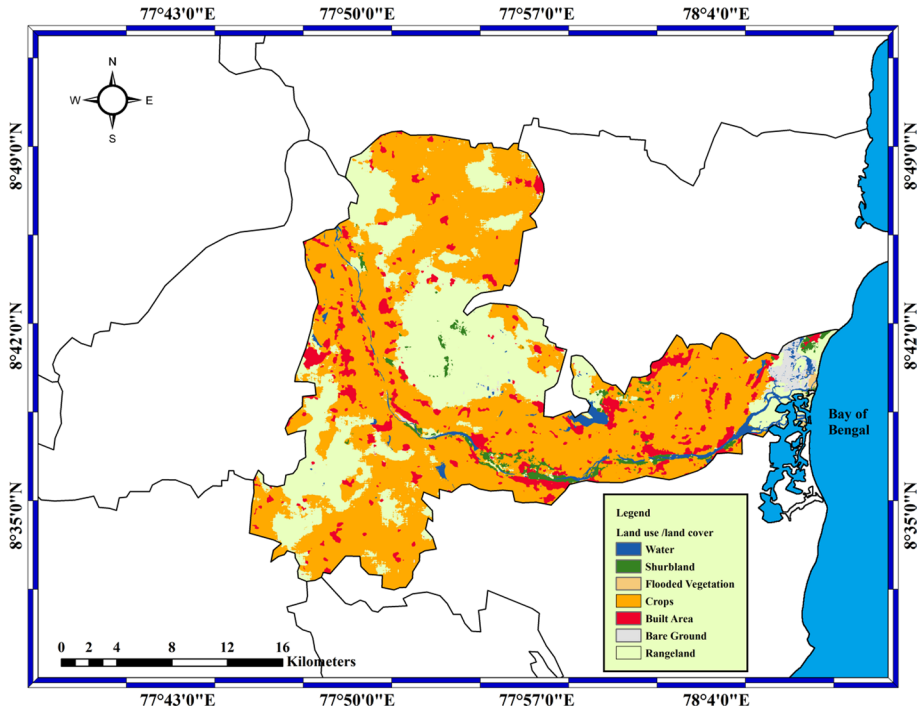 77°43'0"E 77°50'0"E 77°57'0"E 78°4'0"E
N
W E
S
8°49'0"N 8°49'0"N
8°42'0"N 8°42'0"N
Bay of
Bengal
8°35'0"N 8°35'0"N
Legend
Land use /land cover
Water
Shurbland
Flooded Vegetation
Crops
Built Area
Bare Ground
Rangeland
0 2 4 8 12 16
Kilometers
77°43'0"E 77°50'0"E 77°57'0"E 78°4'0"E